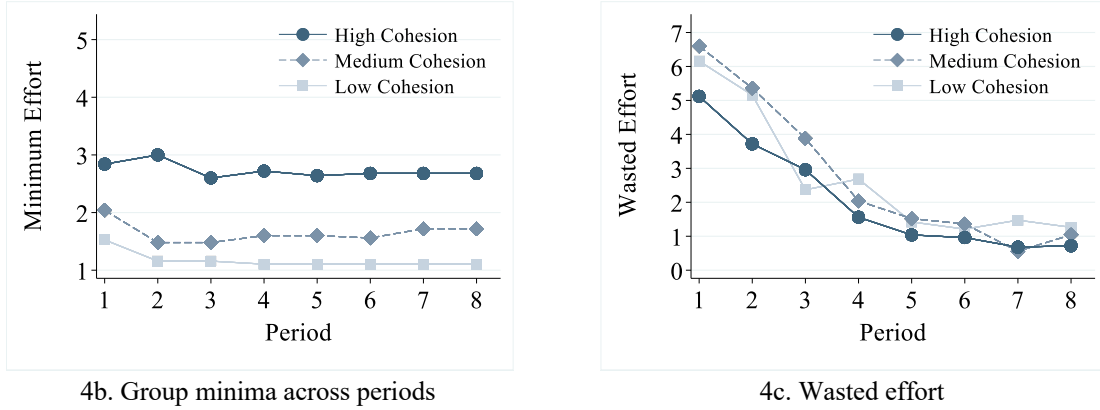 5
4
3
2
1
Minimum Effort
High Cohesion
Medium Cohesion
Low Cohesion
1 2 3 4 5 6 7 8
Period
4b. Group minima across periods
7
6
5
4
3
2
1
0
Wasted Effort
High Cohesion
Medium Cohesion
Low Cohesion
1 2 3 4 5 6 7 8
Period
4c. Wasted effort